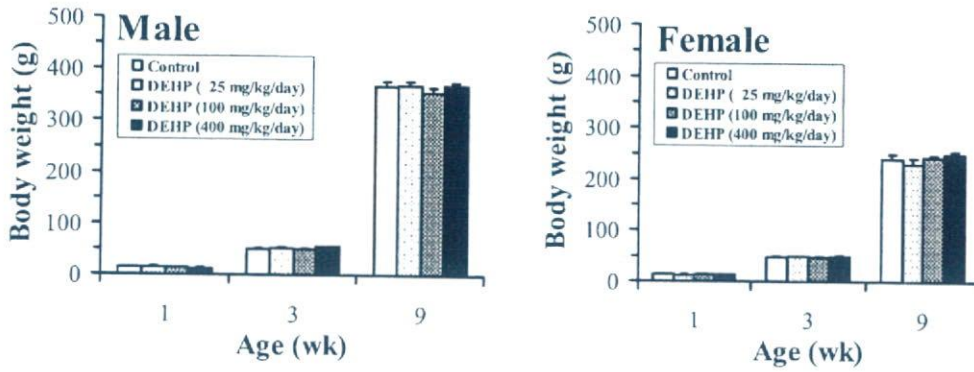 Male
Control
DEHP ( 25 mg/kg/day)
DEHP (100 mg/kg/day)
DEHP (400 mg/kg/day)
Body weight (g)
500
400
300
200
100
0
1 3 9
Age (wk)
Female
Control
DEHP ( 25 mg/kg/day)
DEHP (100 mg/kg/day)
DEHP (400 mg/kg/day)
Body weight (g)
500
400
300
200
100
0
1 3 9
Age (wk)